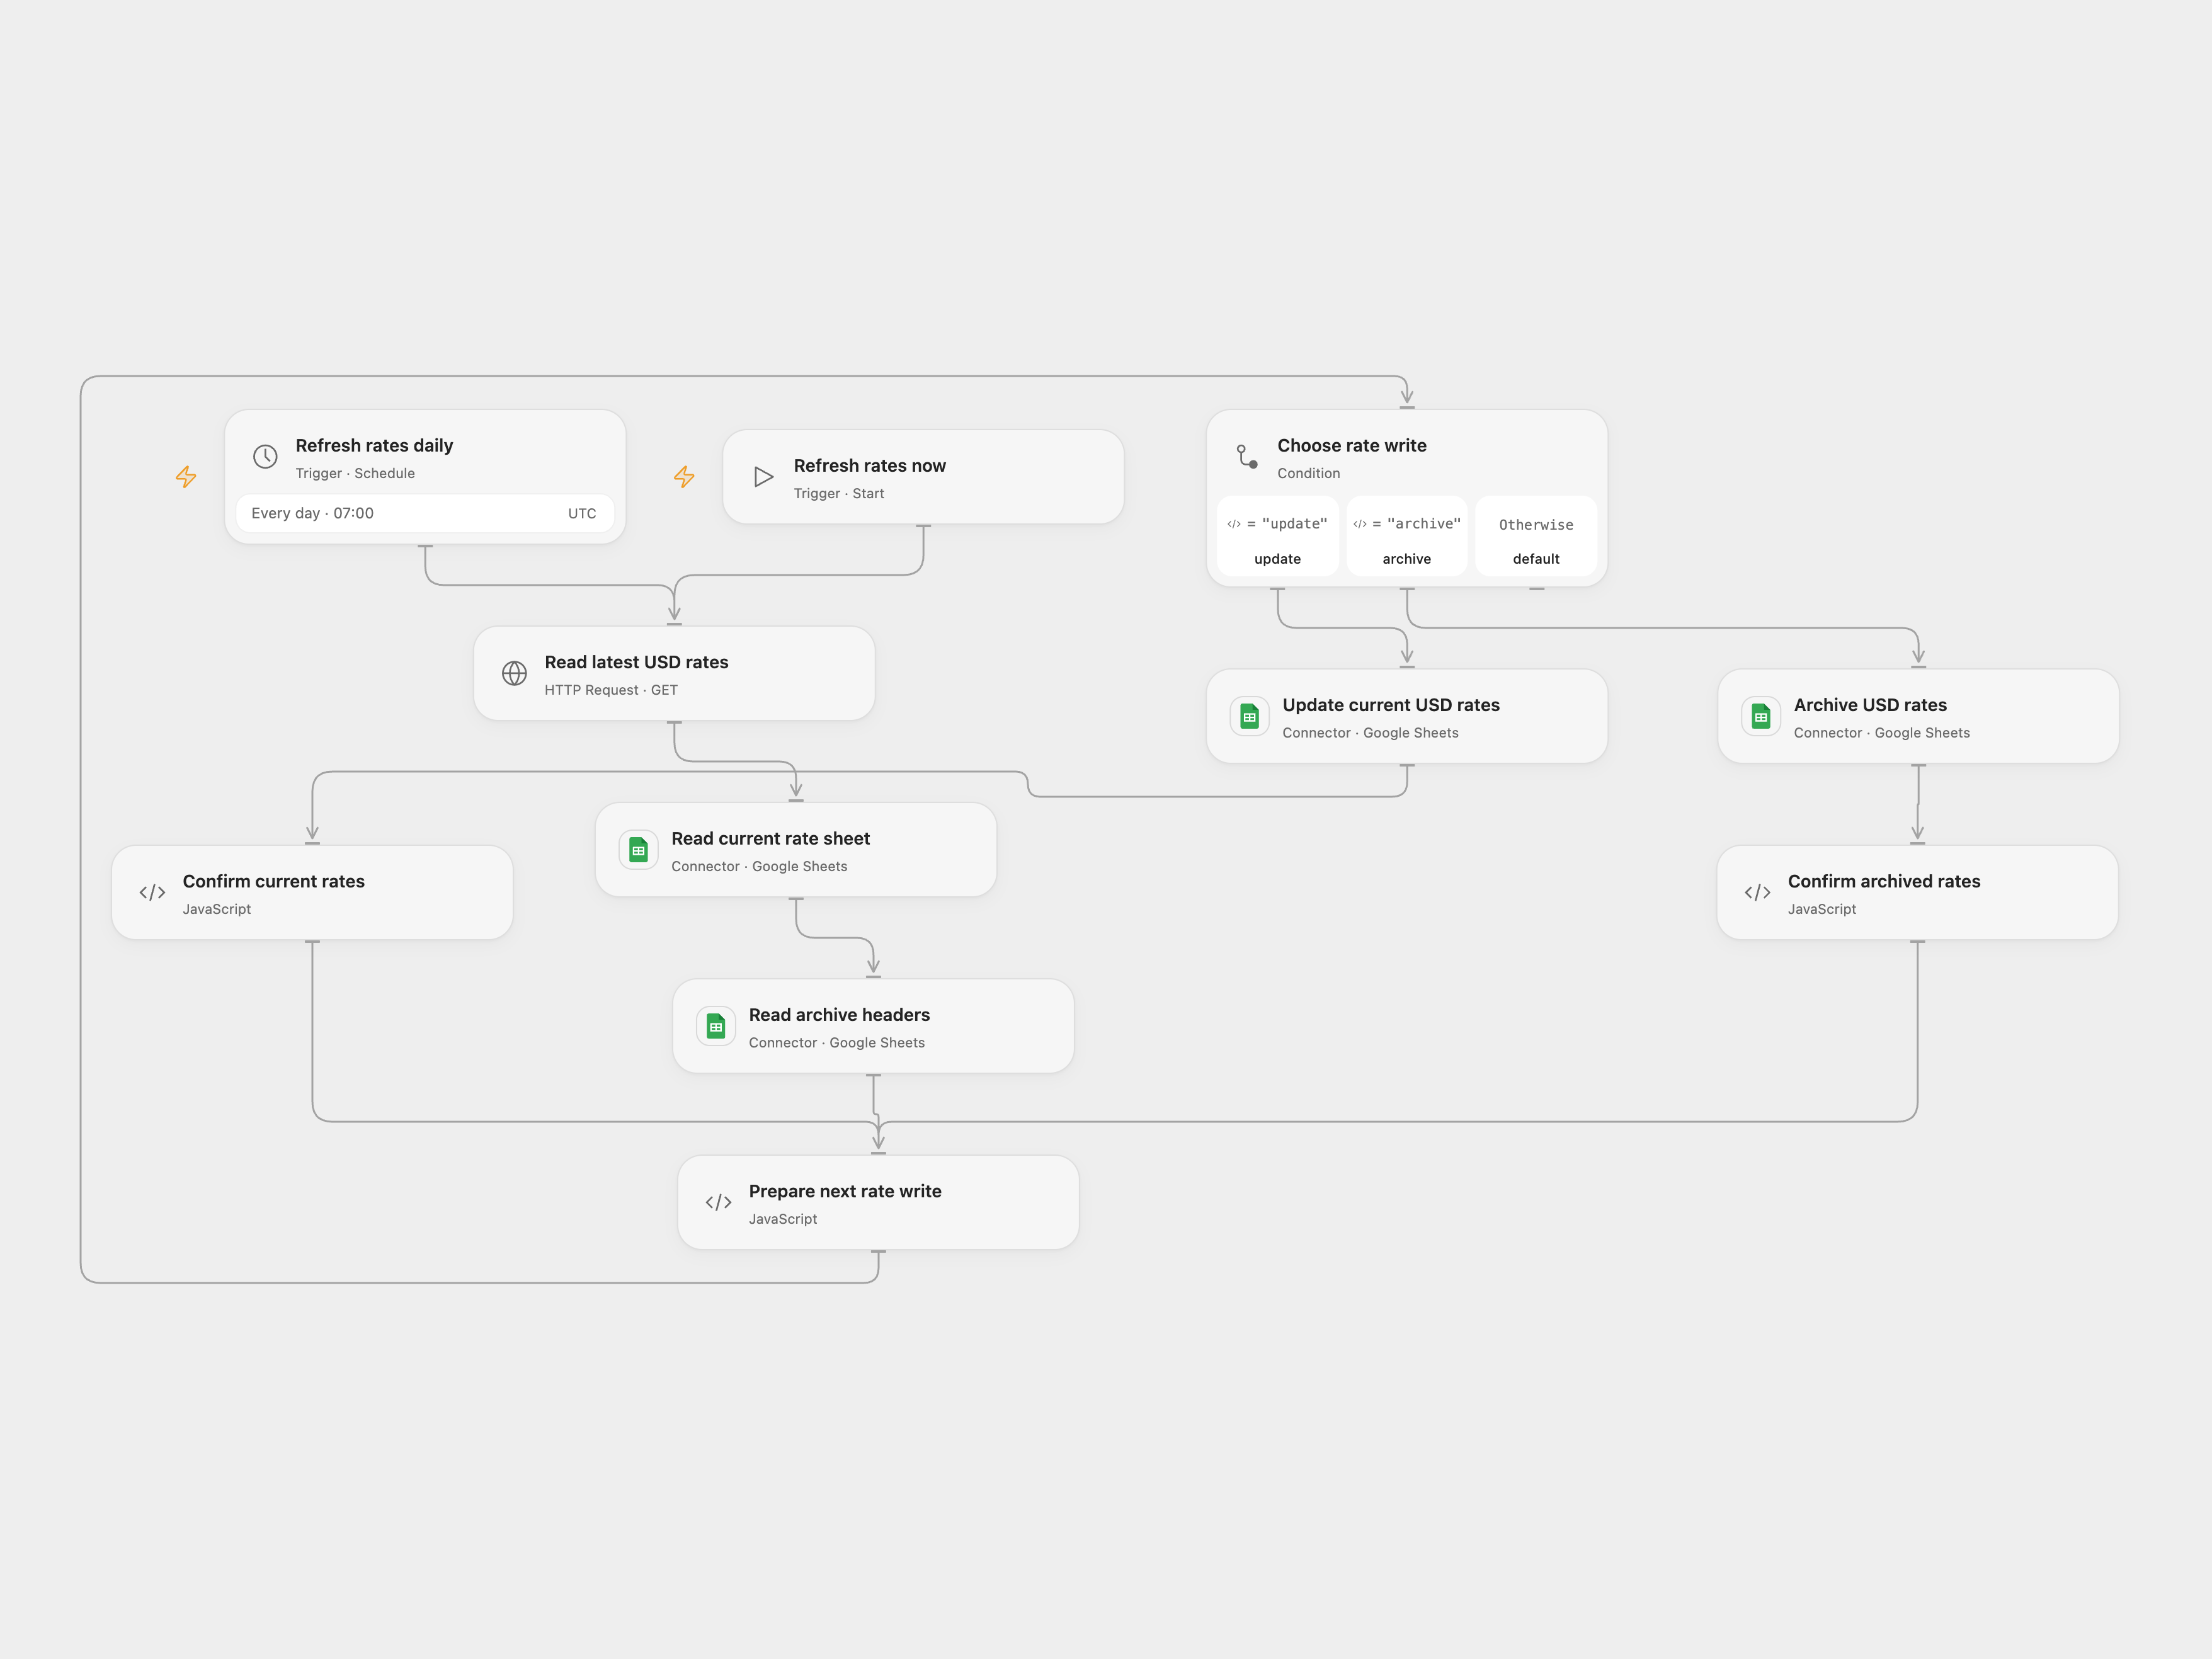 Refresh rates daily
Trigger · Schedule
Every day · 07:00
UTC
Refresh rates now
Trigger · Start
Choose rate write
Condition
</> = "update"
update
</> = "archive"
archive
Otherwise
default
Read latest USD rates
HTTP Request · GET
Update current USD rates
Connector · Google Sheets
Archive USD rates
Connector · Google Sheets
Read current rate sheet
Connector · Google Sheets
Confirm current rates
JavaScript
Confirm archived rates
JavaScript
Read archive headers
Connector · Google Sheets
Prepare next rate write
JavaScript